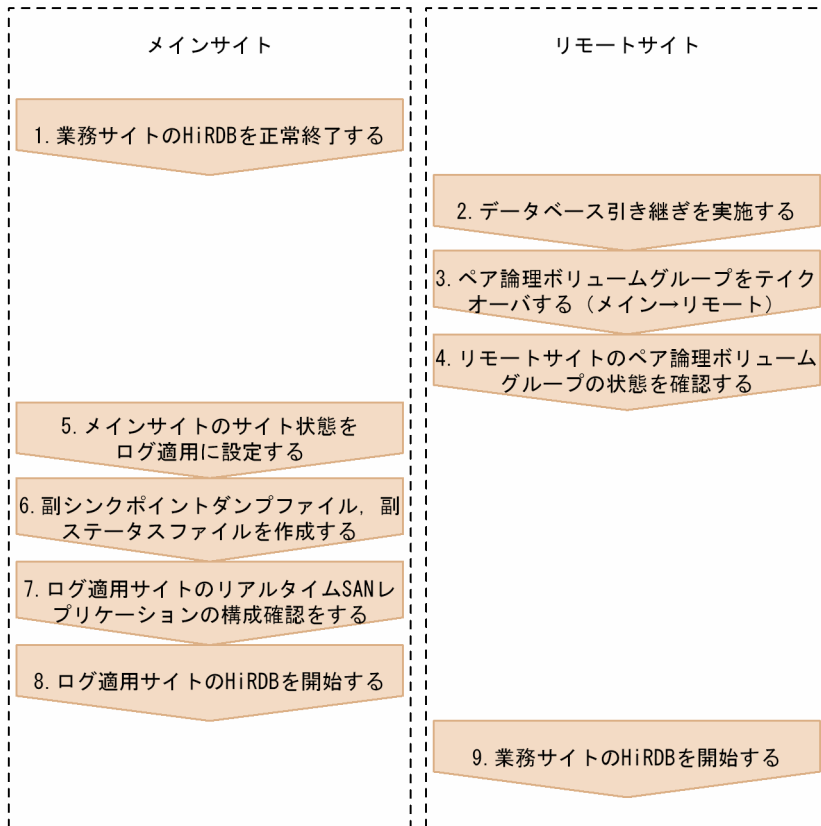 メインサイト
リモートサイト
1.業務サイトのHiRDBを正常終了する
2.データベース引き継ぎを実施する
3.ペア論理ボリュームグループをテイク
オーバする（メイン→リモート）
4.リモートサイトのペア論理ボリューム
グループの状態を確認する
5.メインサイトのサイト状態を
ログ適用に設定する
6.副シンクポイントダンプファイル，副
ステータスファイルを作成する
7.ログ適用サイトのリアルタイムSANレ
プリケーションの構成確認をする
8.ログ適用サイトのHiRDBを開始する
9.業務サイトのHiRDBを開始する